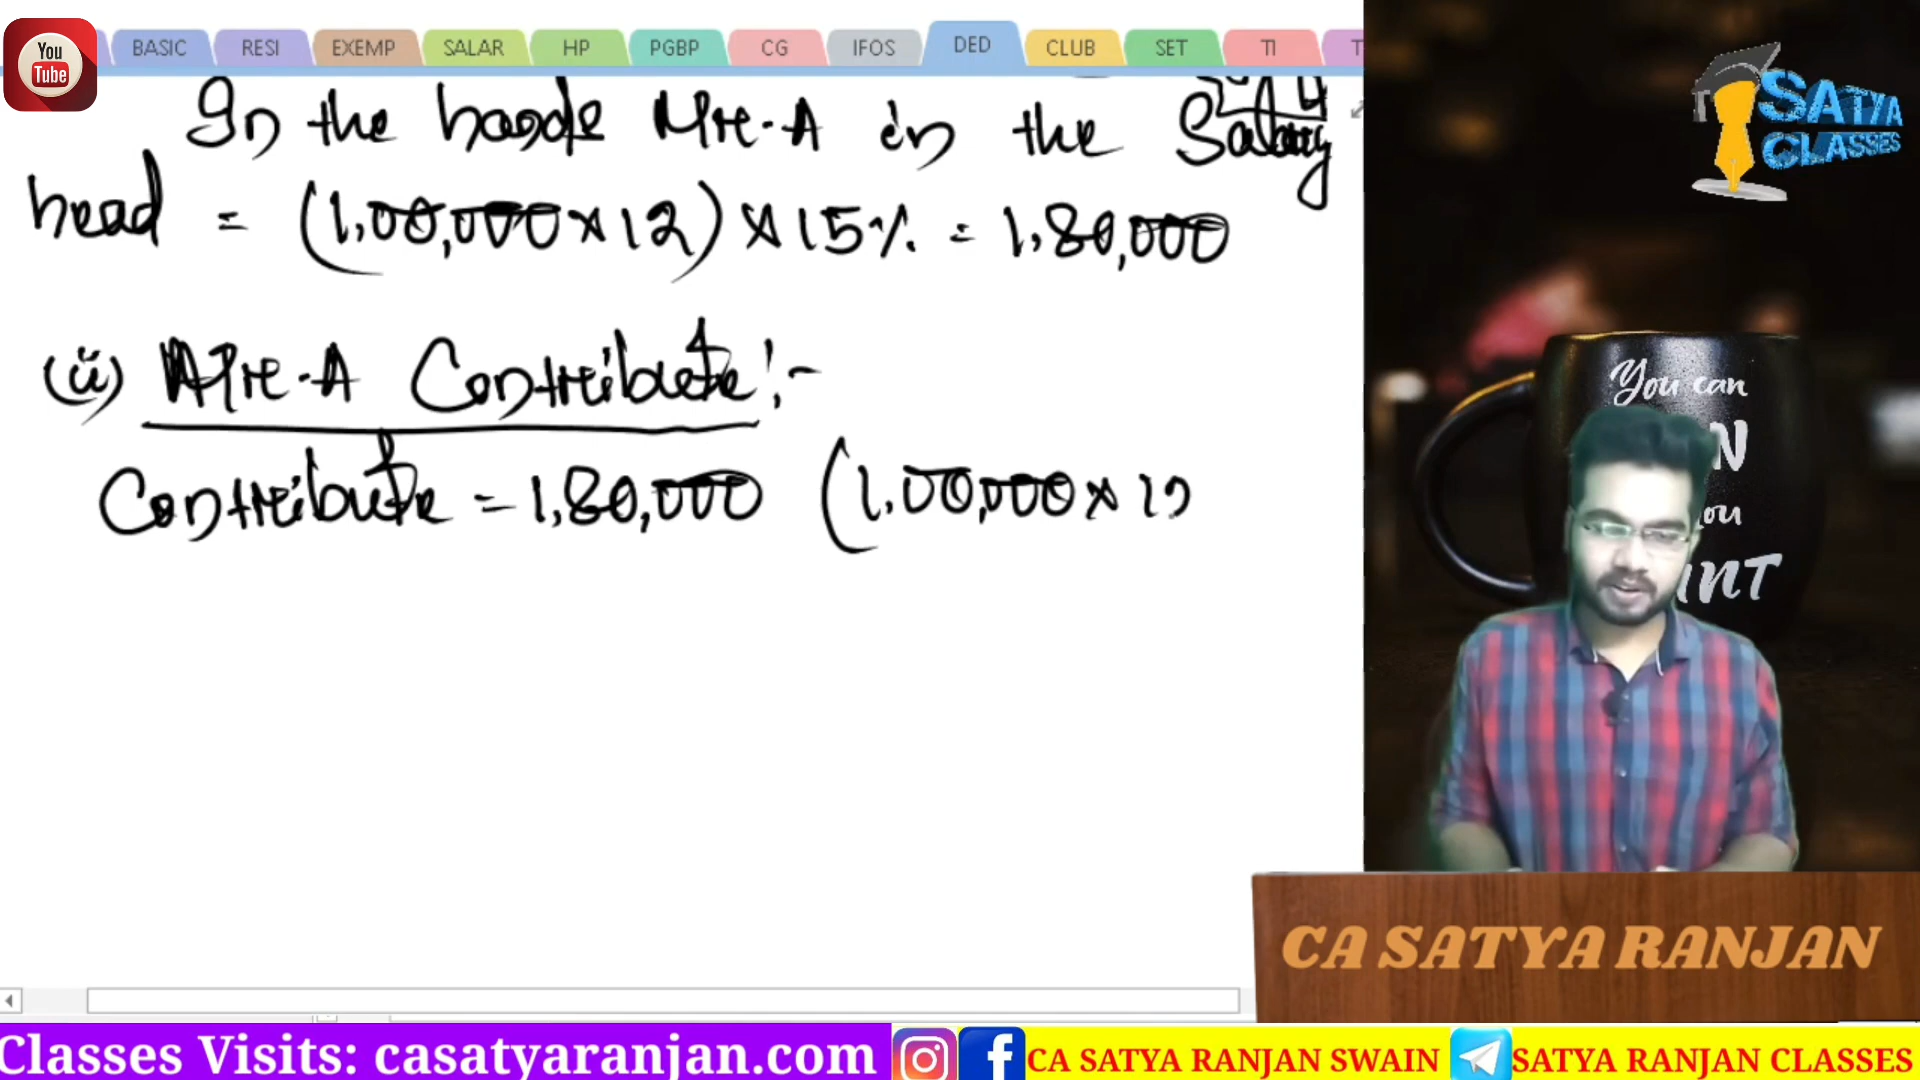 You
Tube
BASIC RESI EXEMP SALAR HP PGBP CG IFOS DED CLUB SET TI T
In the hands Mr. A in the Salary
head = (1,00,000 × 12) × 15% = 1,80,000
(ii) Mr. A Contribute :-
Contribute = 1,80,000 (1,00,000 × 12
SATYA
CLASSES
You can
N
ou
INT
CA SATYA RANJAN
Classes Visits: casatyaranjan.com
CA SATYA RANJAN SWAIN
SATYA RANJAN CLASSES